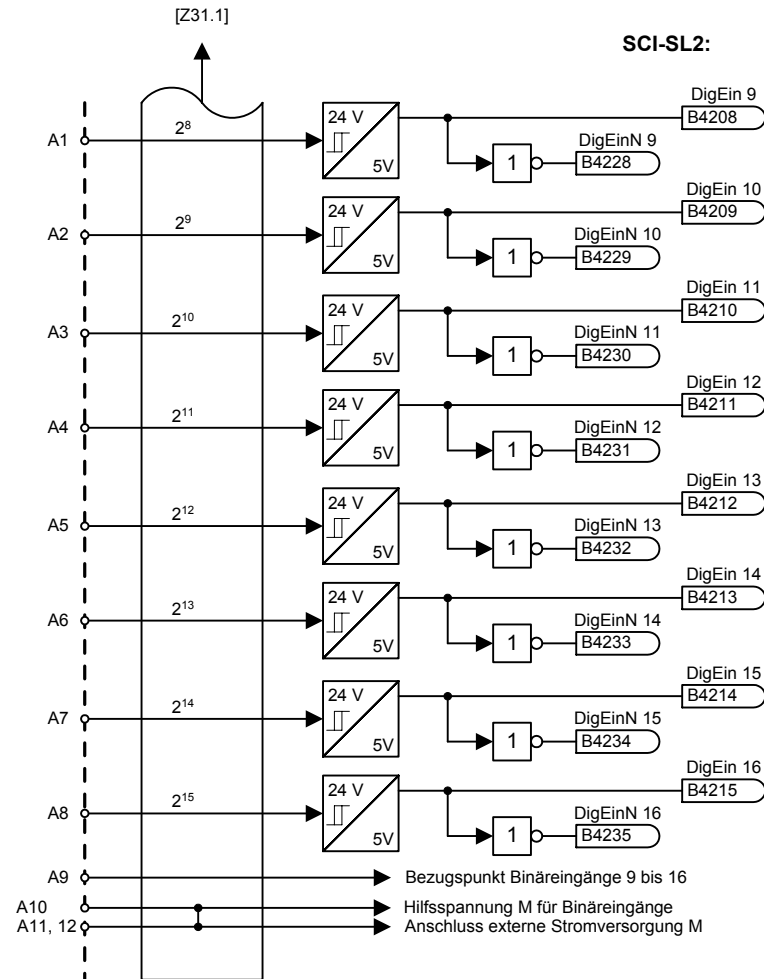 [Z31.1]
SCI-SL2:
DigEin 9
24 V
B4208
2⁸
A1
DigEinN 9
5V
1
B4228
DigEin 10
24 V
B4209
2⁹
A2
DigEinN 10
5V
1
B4229
DigEin 11
24 V
B4210
2¹⁰
A3
DigEinN 11
5V
1
B4230
DigEin 12
24 V
B4211
2¹¹
A4
DigEinN 12
5V
1
B4231
DigEin 13
24 V
B4212
2¹²
A5
DigEinN 13
5V
1
B4232
DigEin 14
24 V
B4213
2¹³
A6
DigEinN 14
5V
1
B4233
DigEin 15
24 V
B4214
2¹⁴
A7
DigEinN 15
5V
1
B4234
DigEin 16
24 V
B4215
2¹⁵
A8
DigEinN 16
5V
1
B4235
A9 Bezugspunkt Binäreingänge 9 bis 16
A10 Hilfsspannung M für Binäreingänge
A11, 12 Anschluss externe Stromversorgung M